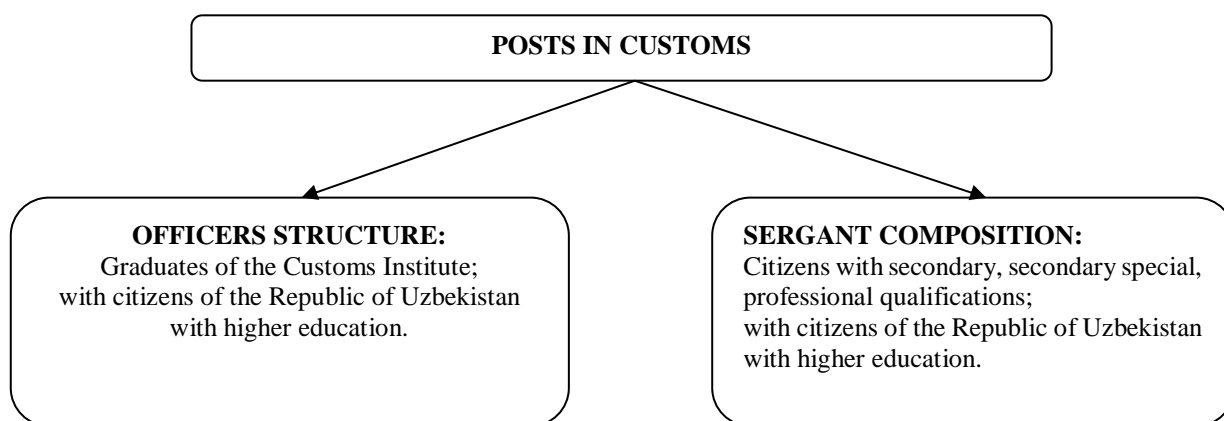 POSTS IN CUSTOMS
OFFICERS STRUCTURE:
Graduates of the Customs Institute;
with citizens of the Republic of Uzbekistan
with higher education.
SERGANT COMPOSITION:
Citizens with secondary, secondary special,
professional qualifications;
with citizens of the Republic of Uzbekistan
with higher education.